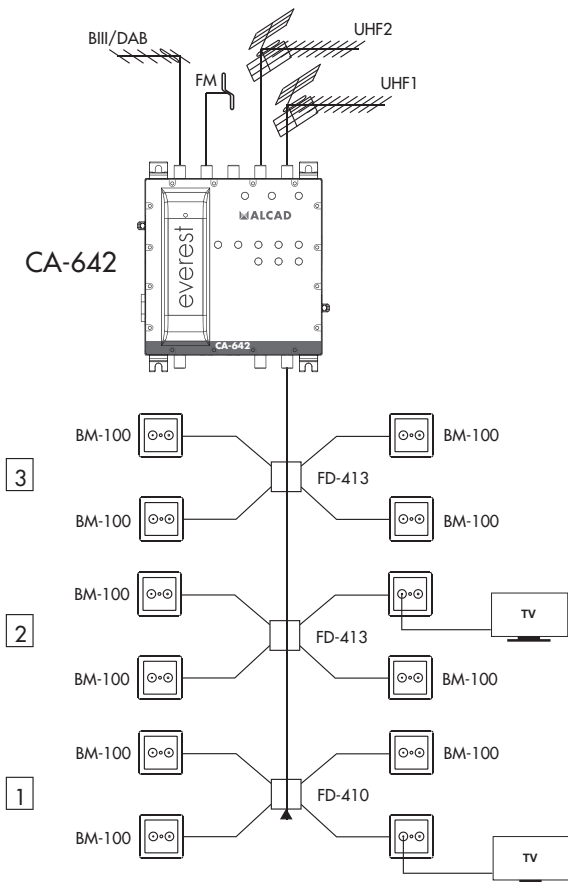 BIII/DAB
FM
UHF2
UHF1
CA-642
ALCAD
everest
CA-642
3
BM-100
BM-100
FD-413
BM-100
BM-100
2
BM-100
TV
FD-413
BM-100
BM-100
1
BM-100
BM-100
FD-410
BM-100
TV